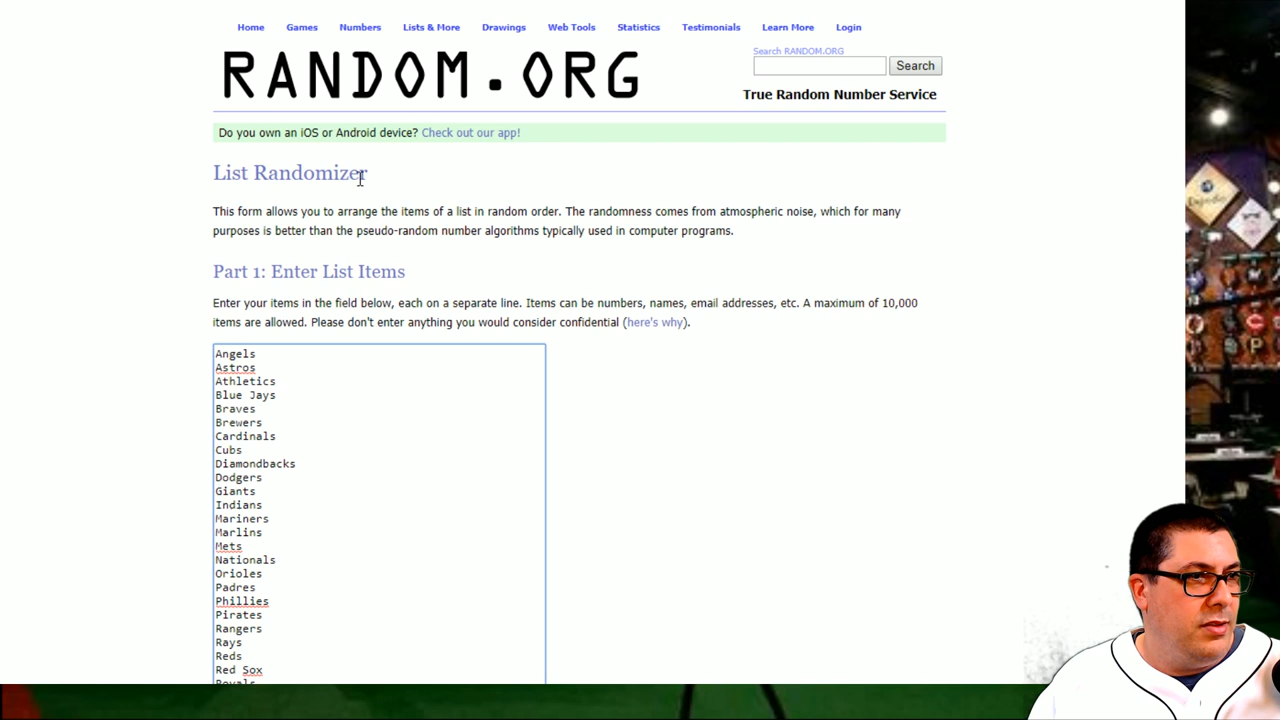 Home Games Numbers Lists & More Drawings Web Tools Statistics Testimonials Learn More Login
RANDOM.ORG
Search RANDOM.ORG
Search
True Random Number Service
Do you own an iOS or Android device? Check out our app!
List Randomizer
This form allows you to arrange the items of a list in random order. The randomness comes from atmospheric noise, which for many
purposes is better than the pseudo-random number algorithms typically used in computer programs.
Part 1: Enter List Items
Enter your items in the field below, each on a separate line. Items can be numbers, names, email addresses, etc. A maximum of 10,000
items are allowed. Please don't enter anything you would consider confidential (here's why).
Angels
Astros
Athletics
Blue Jays
Braves
Brewers
Cardinals
Cubs
Diamondbacks
Dodgers
Giants
Indians
Mariners
Marlins
Mets
Nationals
Orioles
Padres
Phillies
Pirates
Rangers
Rays
Reds
Red Sox
Royals